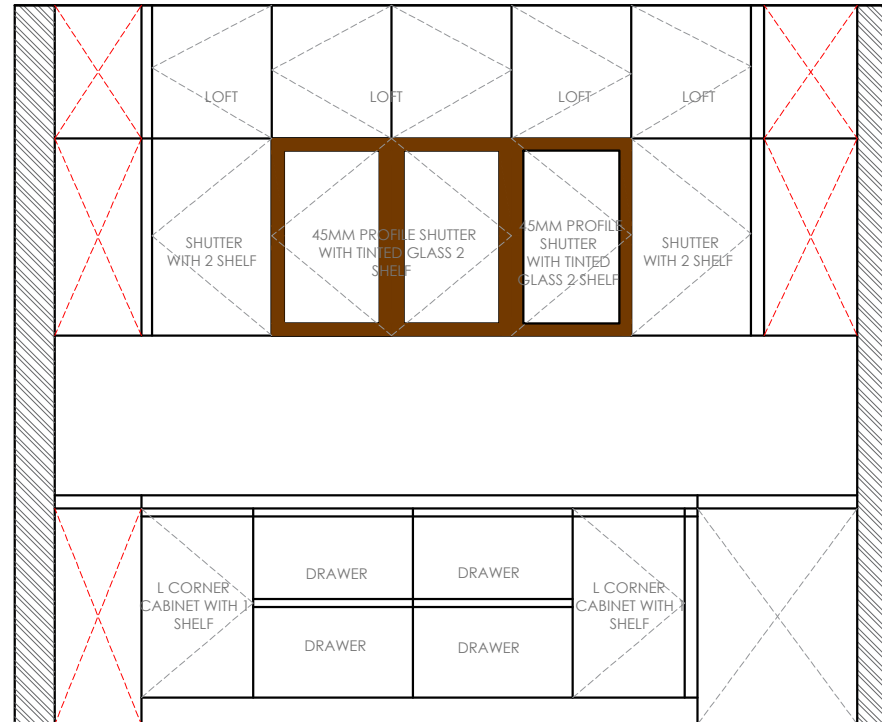 LOFT
LOFT
LOFT
LOFT
SHUTTER
WITH 2 SHELF
45MM PROFILE SHUTTER
WITH TINTED GLASS 2
SHELF
45MM PROFILE
SHUTTER
WITH TINTED
GLASS 2 SHELF
SHUTTER
WITH 2 SHELF
L CORNER
CABINET WITH 1
SHELF
DRAWER
DRAWER
DRAWER
DRAWER
L CORNER
CABINET WITH 1
SHELF